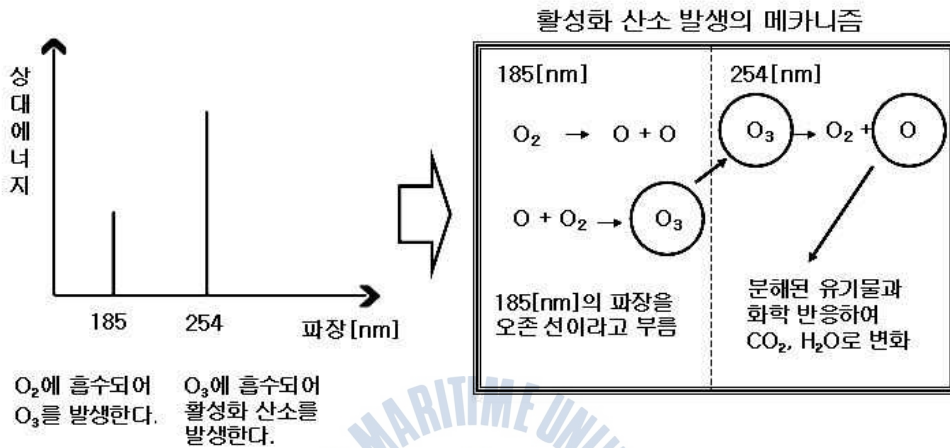 활성화 산소 발생의 메카니즘
상
대
에
너
지
185 254 파장[nm]
O₂에 흡수되어
O₃를 발생한다.
O₃에 흡수되어
활성화 산소를
발생한다.
185[nm]
O₂ → O + O
O + O₂ → O₃
185[nm]의 파장을
오존 선이라고 부름
254[nm]
O₃ → O₂ + O
분해된 유기물과
화학 반응하여
CO₂, H₂O로 변화
MARITIME UNI